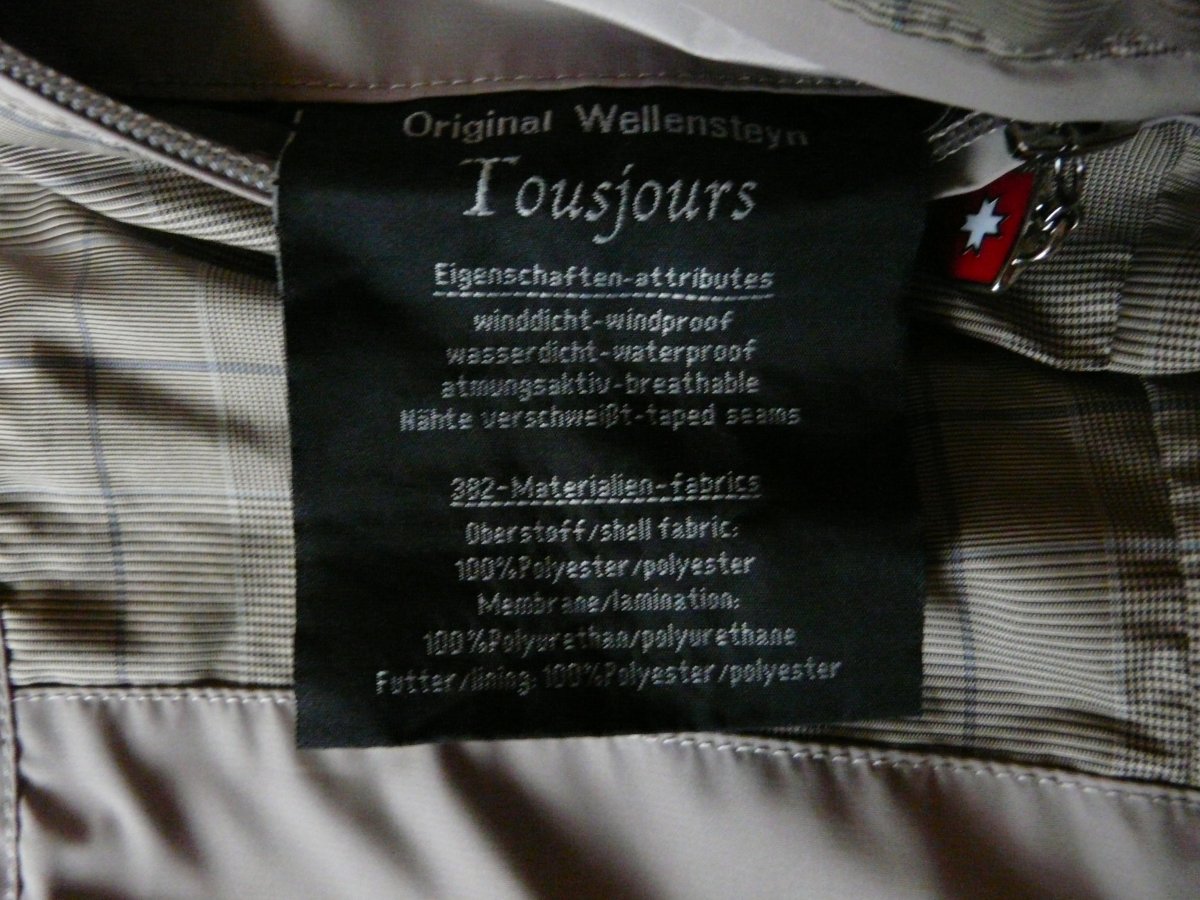 Original Wellensteyn
Tousjours
Eigenschaften-attributes
winddicht-windproof
wasserdicht-waterproof
atmungsaktiv-breathable
Nähte verschweißt-taped seams
382-Materialien-fabrics
Oberstoff/shell fabric:
100%Polyester/polyester
Membrane/lamination:
100%Polyurethan/polyurethane
Futter/lining: 100%Polyester/polyester